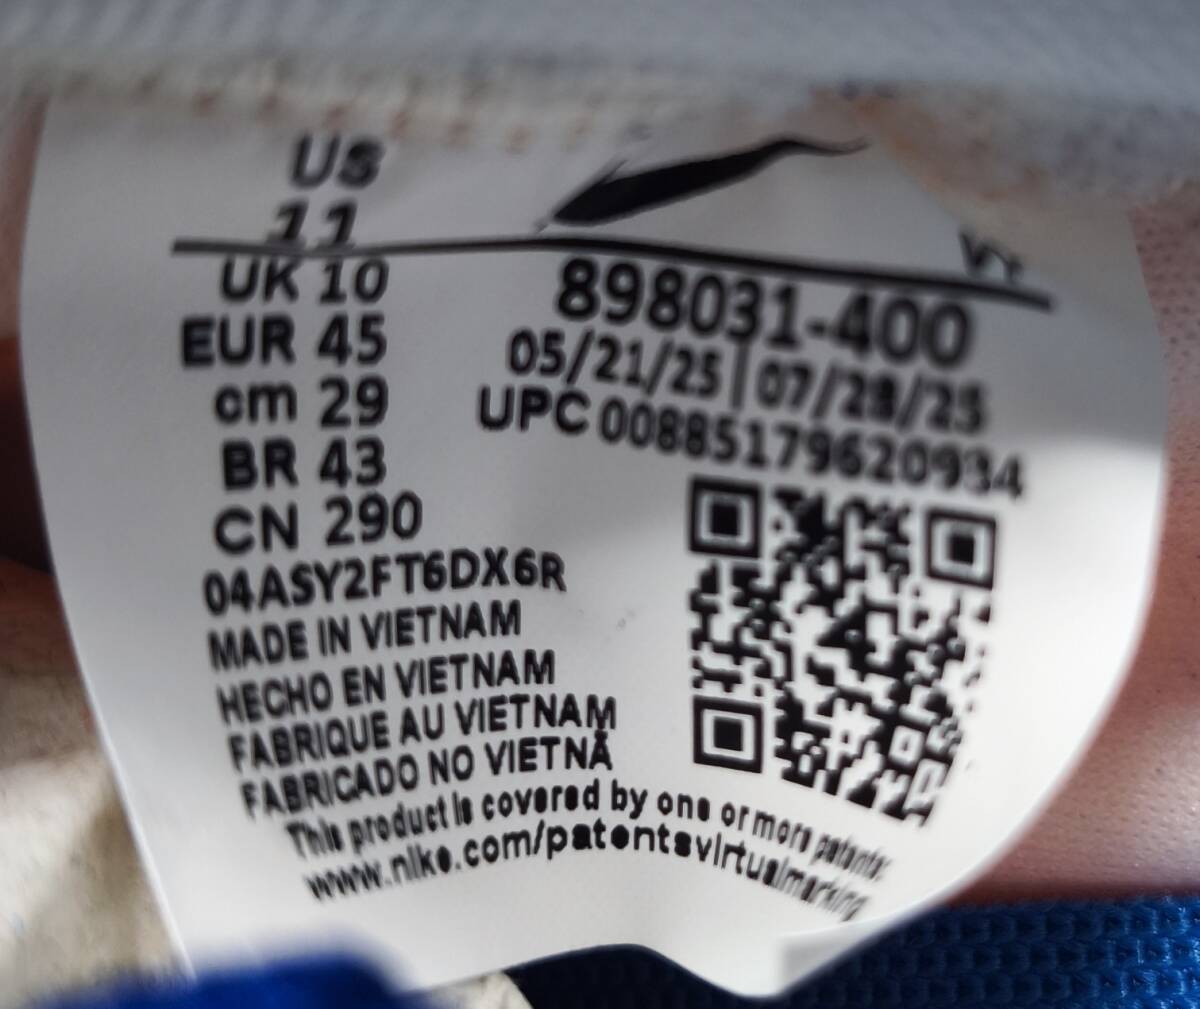 US
11
VT
UK 10
EUR 45
cm 29
BR 43
CN 290
898031-400
05/21/25 | 07/28/25
UPC 00885179620934
04ASY2FT6DX6R
MADE IN VIETNAM
HECHO EN VIETNAM
FABRIQUE AU VIETNAM
FABRICADO NO VIETNÃ
This product is covered by one or more patents:
www.nike.com/patentsvirtualmarking